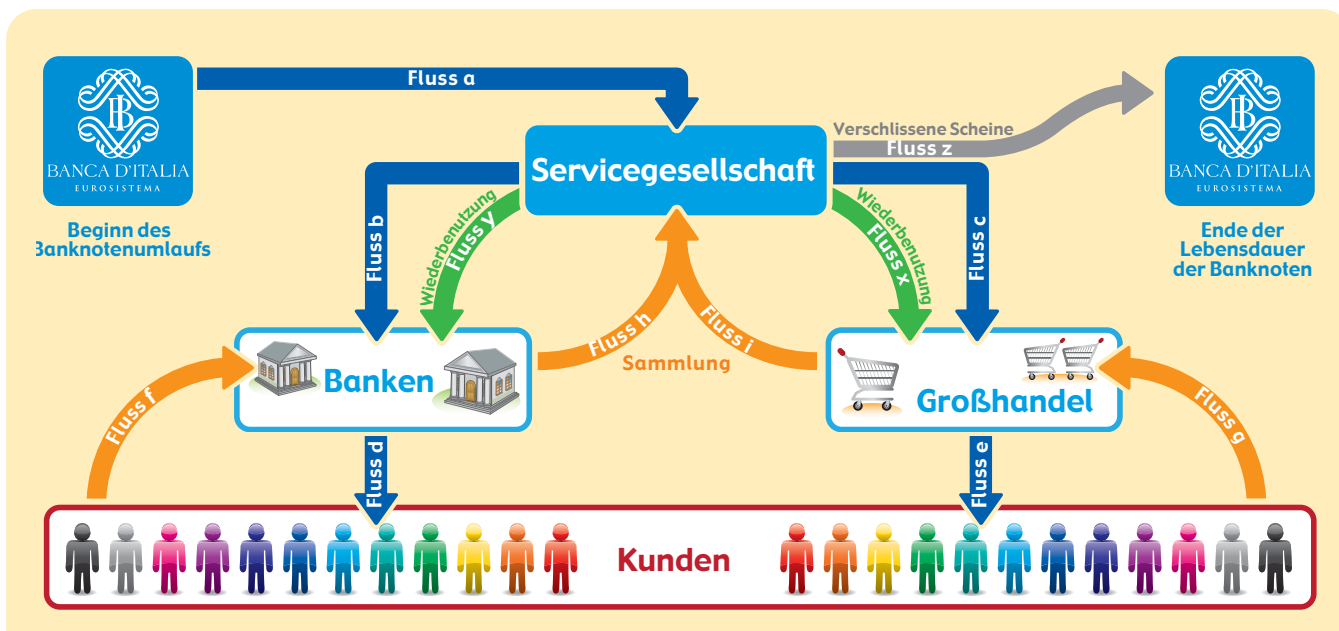 Fluss a
BANCA D'ITALIA
EUROSISTEMA
Beginn des
Banknotenumlaufs
Servicegesellschaft
Verschlissene Scheine
Fluss z
BANCA D'ITALIA
EUROSISTEMA
Ende der
Lebensdauer
der Banknoten
Fluss b
Wiederbenutzung
Fluss y
Wiederbenutzung
Fluss x
Fluss c
Fluss h
Fluss i
Sammlung
Banken
Großhandel
Fluss f
Fluss d
Fluss e
Fluss g
Kunden